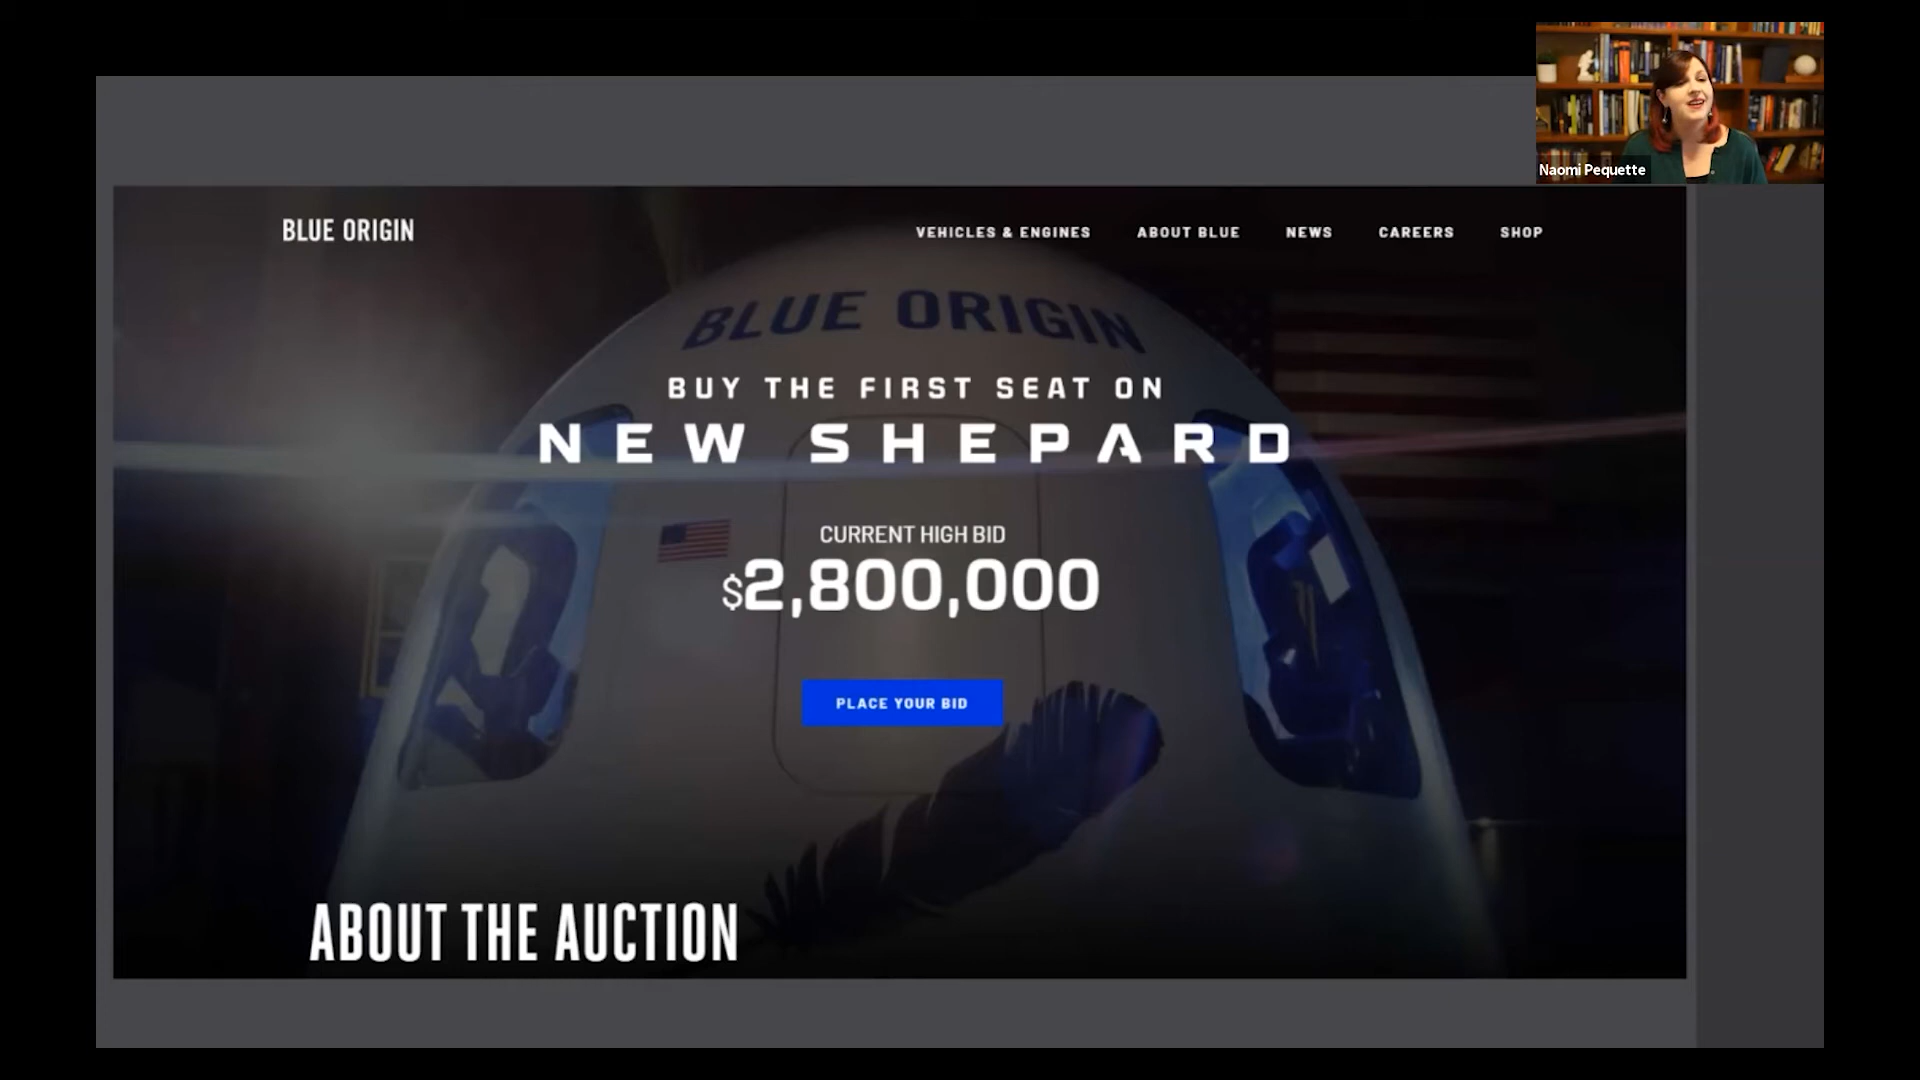 Naomi Pequette
BLUE ORIGIN
VEHICLES & ENGINES
ABOUT BLUE
NEWS
CAREERS
SHOP
BLUE ORIGIN
BUY THE FIRST SEAT ON
NEW SHEPARD
CURRENT HIGH BID
$2,800,000
PLACE YOUR BID
ABOUT THE AUCTION